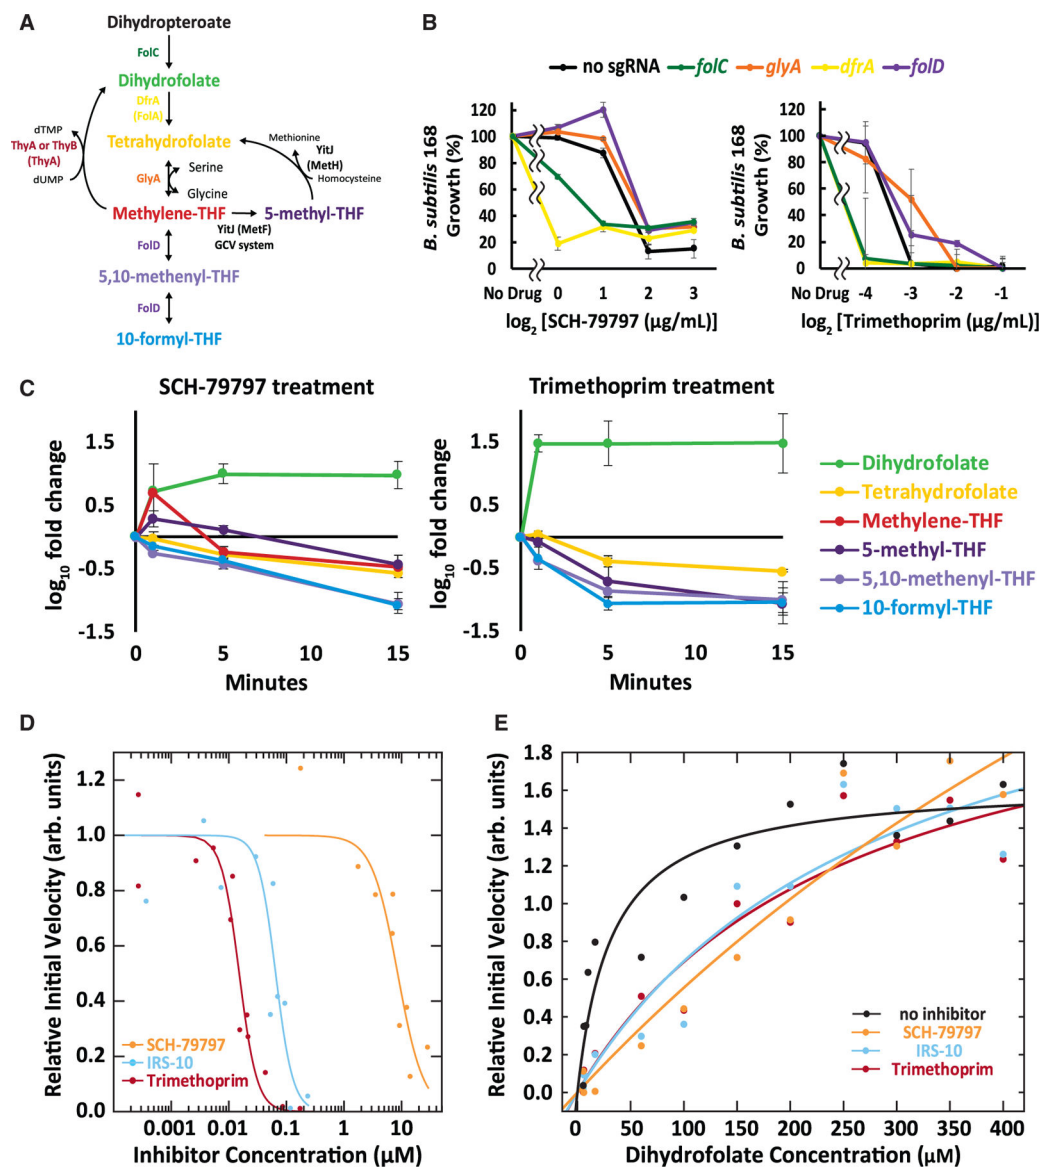 A
Dihydropteroate
FolC
Dihydrofolate
DfrA
(FolA)
dTMP
ThyA or ThyB
(ThyA)
dUMP
Tetrahydrofolate
Methionine
YitJ
(MetH)
Homocysteine
GlyA
Serine
Glycine
Methylene-THF
5-methyl-THF
YitJ (MetF)
GCV system
FolD
5,10-methenyl-THF
FolD
10-formyl-THF
B
no sgRNA folC glyA dfrA folD
B. subtilis 168
Growth (%)
120
100
80
60
40
20
0
No Drug 0 1 2 3
log2 [SCH-79797 (μg/mL)]
B. subtilis 168
Growth (%)
120
100
80
60
40
20
0
No Drug -4 -3 -2 -1
log2 [Trimethoprim (μg/mL)]
C
SCH-79797 treatment
log10 fold change
1.5
0.5
-0.5
-1.5
0 5 10 15
Minutes
Trimethoprim treatment
log10 fold change
1.5
0.5
-0.5
-1.5
0 5 10 15
Minutes
Dihydrofolate
Tetrahydrofolate
Methylene-THF
5-methyl-THF
5,10-methenyl-THF
10-formyl-THF
D
Relative Initial Velocity (arb. units)
1.2
1.0
0.8
0.6
0.4
0.2
0.0
SCH-79797
IRS-10
Trimethoprim
0.001 0.01 0.1 1 10
Inhibitor Concentration (μM)
E
Relative Initial Velocity (arb. units)
1.8
1.6
1.4
1.2
1.0
0.8
0.6
0.4
0.2
0.0
no inhibitor
SCH-79797
IRS-10
Trimethoprim
0 50 100 150 200 250 300 350 400
Dihydrofolate Concentration (μM)